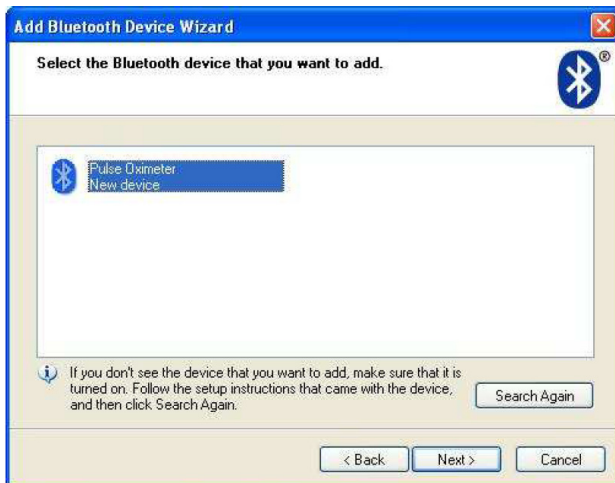 Add Bluetooth Device Wizard
Select the Bluetooth device that you want to add.
®
Pulse Oximeter
New device
If you don't see the device that you want to add, make sure that it is
turned on. Follow the setup instructions that came with the device,
and then click Search Again.
Search Again
< Back
Next >
Cancel